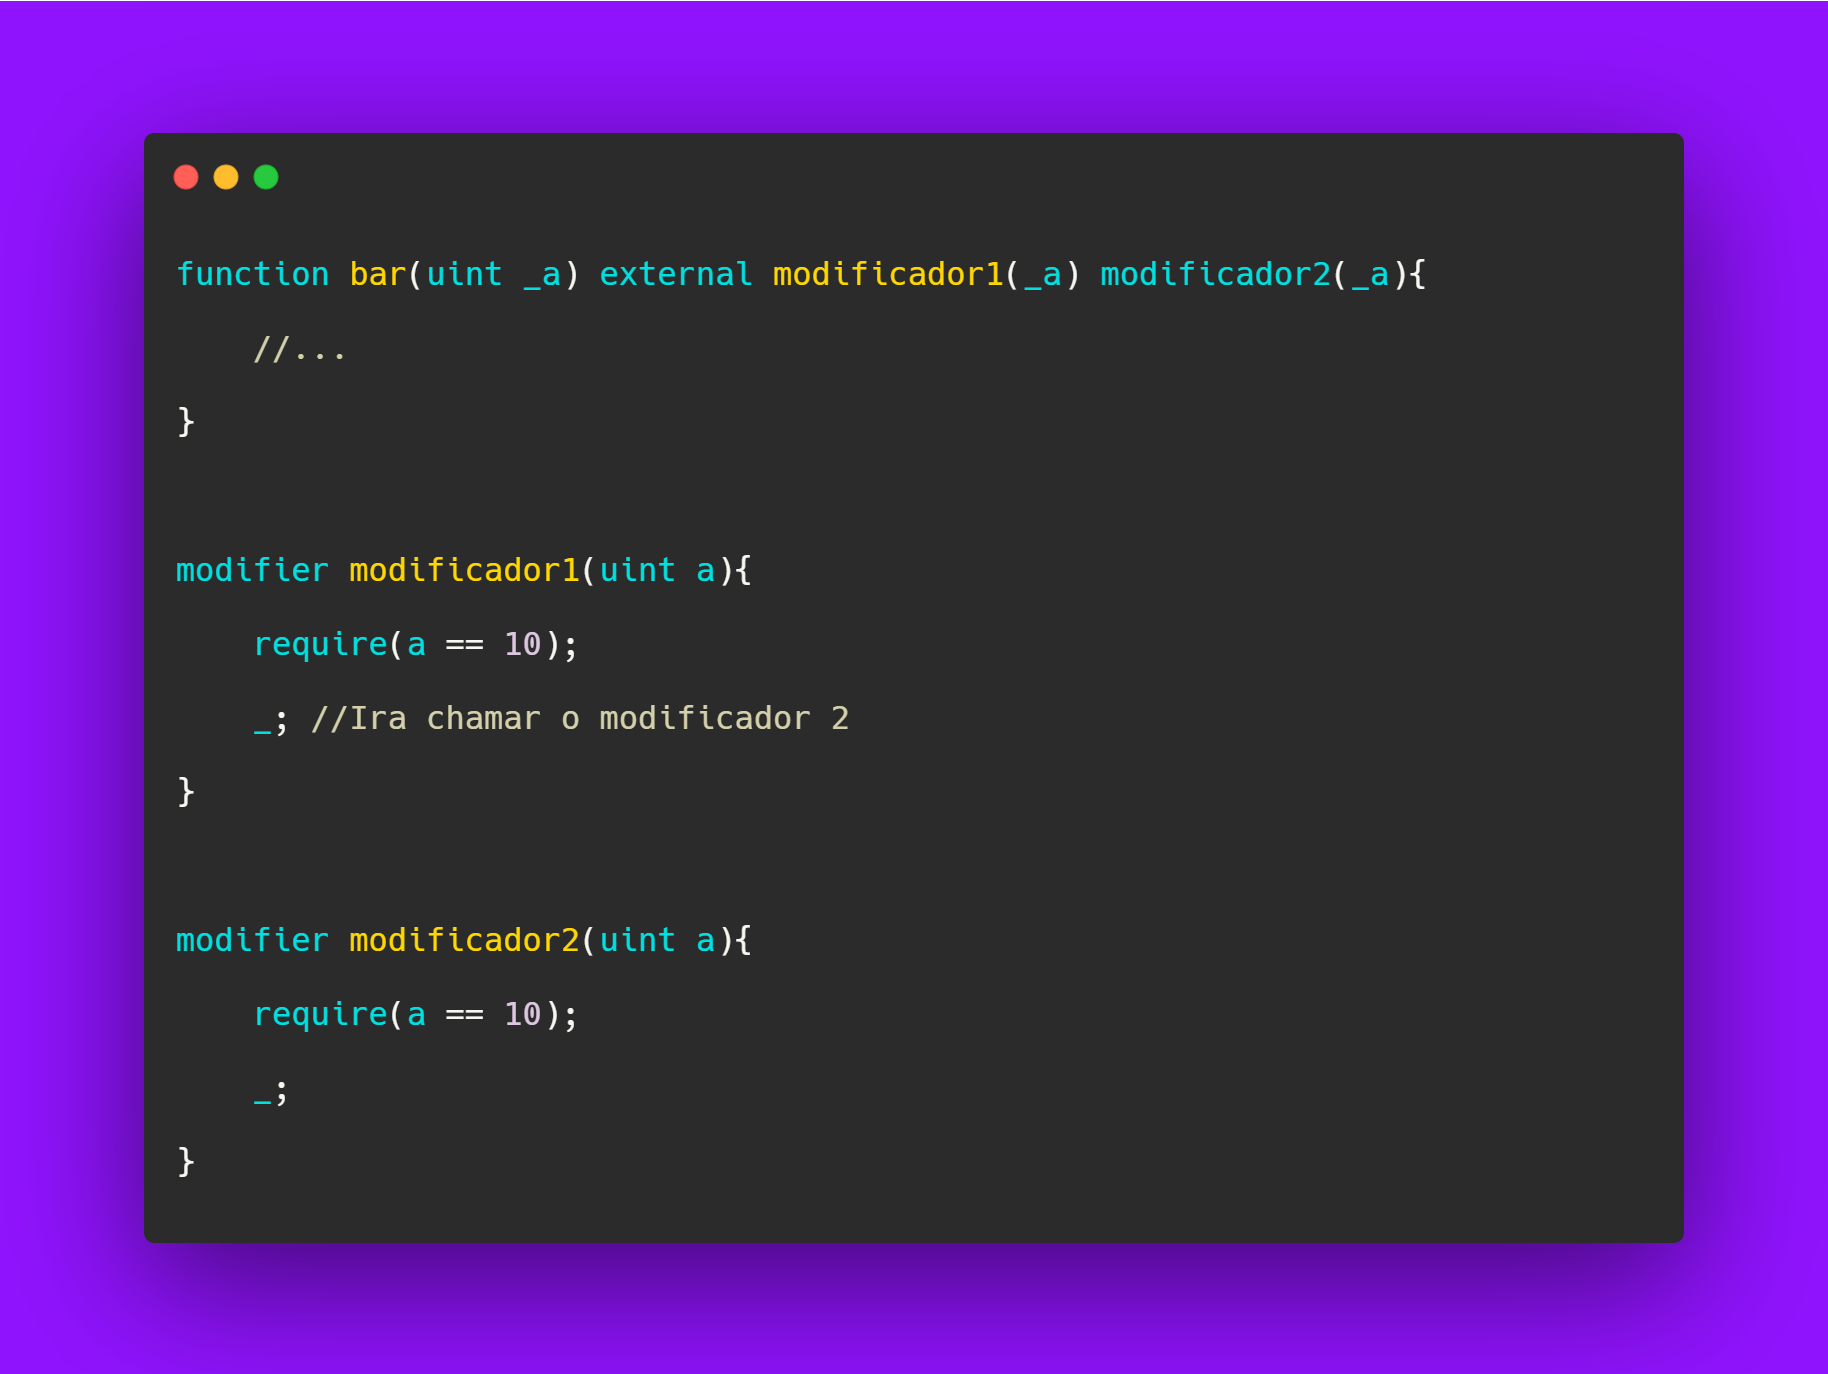 function bar(uint _a) external modificador1(_a) modificador2(_a){
//...
}
modifier modificador1(uint a){
require(a == 10);
_; //Ira chamar o modificador 2
}
modifier modificador2(uint a){
require(a == 10);
_;
}